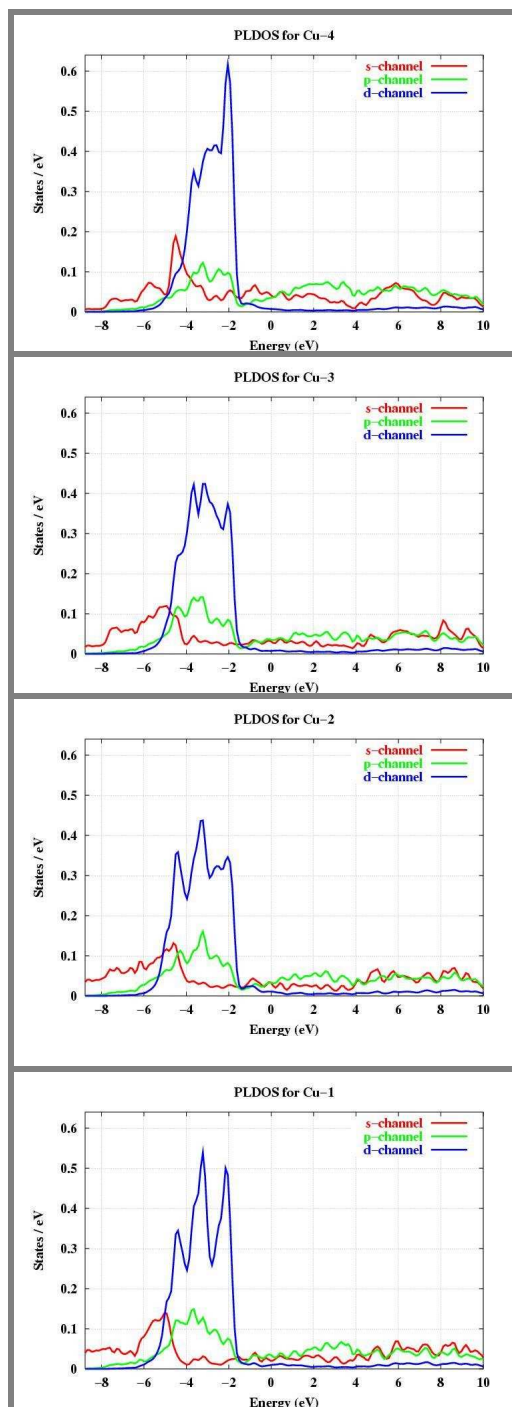 PLDOS for Cu−4
s−channel
p−channel
d−channel
States / eV
0.6
0.5
0.4
0.3
0.2
0.1
0
−8 −6 −4 −2 0 2 4 6 8 10
Energy (eV)
PLDOS for Cu−3
s−channel
p−channel
d−channel
States / eV
0.6
0.5
0.4
0.3
0.2
0.1
0
−8 −6 −4 −2 0 2 4 6 8 10
Energy (eV)
PLDOS for Cu−2
s−channel
p−channel
d−channel
States / eV
0.6
0.5
0.4
0.3
0.2
0.1
0
−8 −6 −4 −2 0 2 4 6 8 10
Energy (eV)
PLDOS for Cu−1
s−channel
p−channel
d−channel
States / eV
0.6
0.5
0.4
0.3
0.2
0.1
0
−8 −6 −4 −2 0 2 4 6 8 10
Energy (eV)